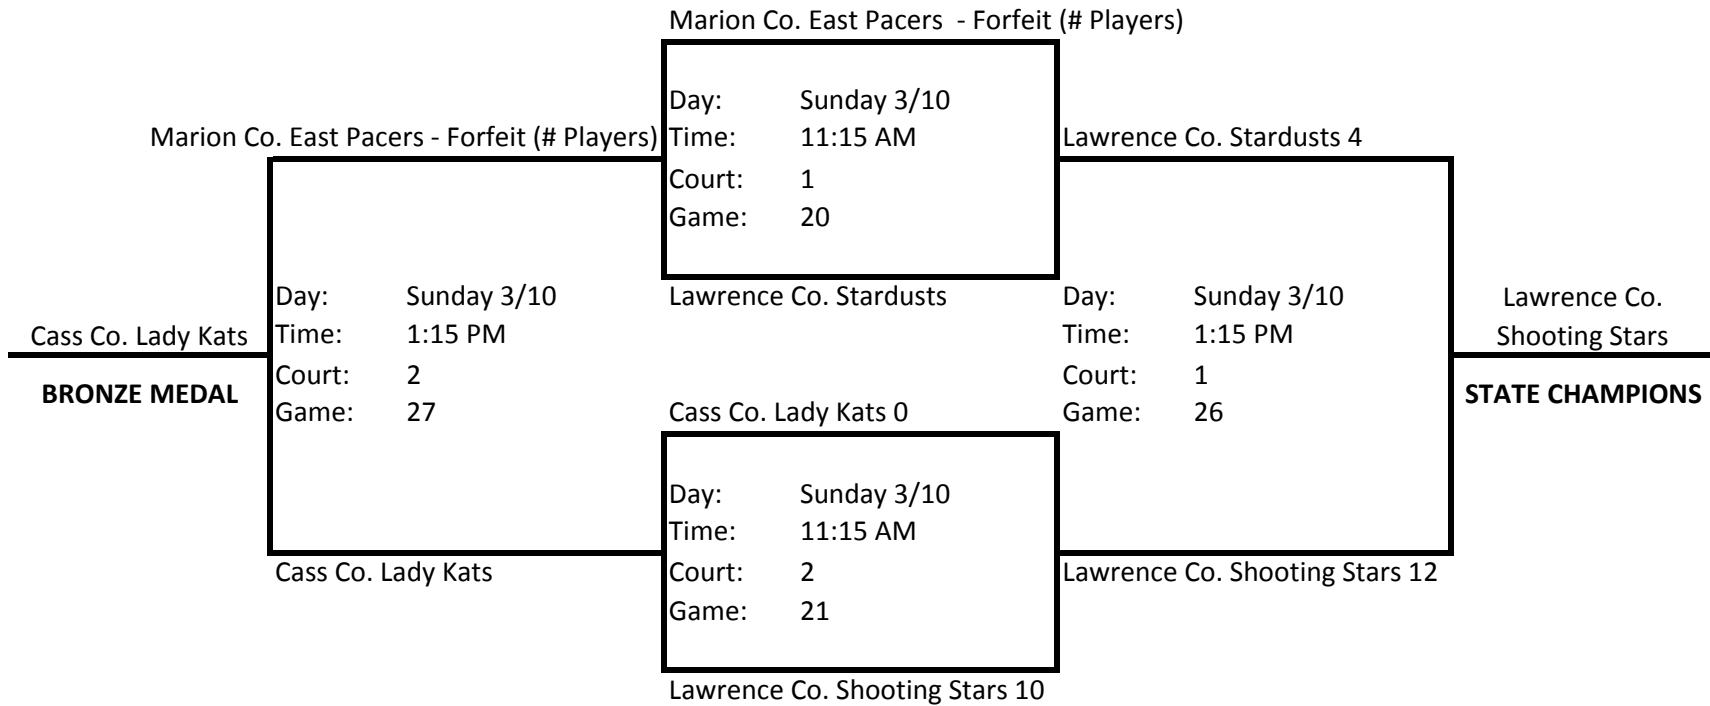 Marion Co. East Pacers  - Forfeit (# Players)
Day: Sunday 3/10
Marion Co. East Pacers - Forfeit (# Players) Time: 11:15 AM Lawrence Co. Stardusts 4
Court: 1
Game: 20
Day: Sunday 3/10 Lawrence Co. Stardusts Day: Sunday 3/10 Lawrence Co.
Cass Co. Lady Kats Time: 1:15 PM Time: 1:15 PM Shooting Stars
Court: 2 Court: 1
BRONZE MEDAL STATE CHAMPIONS
Game: 27 Cass Co. Lady Kats 0 Game: 26
Day: Sunday 3/10
Time: 11:15 AM
Cass Co. Lady Kats Court: 2 Lawrence Co. Shooting Stars 12
Game: 21
Lawrence Co. Shooting Stars 10